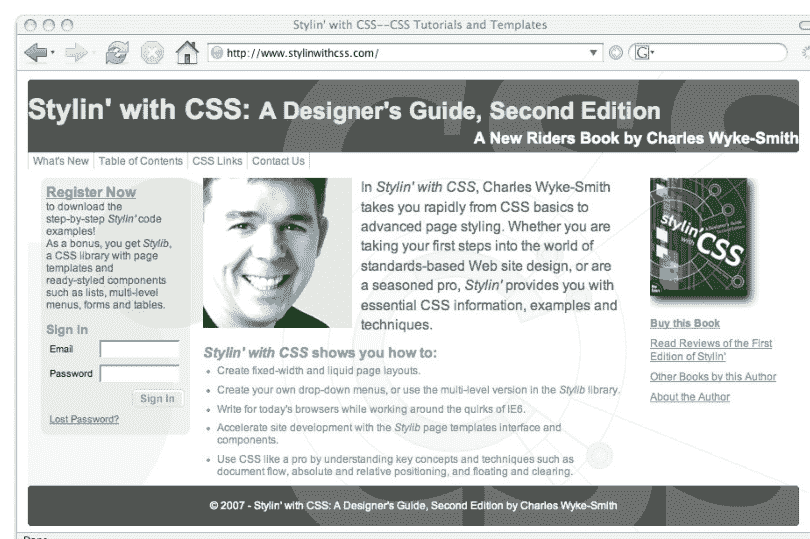 Stylin' with CSS--CSS Tutorials and Templates
http://www.stylinwithcss.com/
G
Stylin' with CSS: A Designer's Guide, Second Edition
A New Riders Book by Charles Wyke-Smith
What's New Table of Contents CSS Links Contact Us
Register Now
to download the
step-by-step Stylin' code
examples!
As a bonus, you get Stylib,
a CSS library with page
templates and
ready-styled components
such as lists, multi-level
menus, forms and tables.
Sign In
Email
Password
Sign In
Lost Password?
In Stylin' with CSS, Charles Wyke-Smith
takes you rapidly from CSS basics to
advanced page styling. Whether you are
taking your first steps into the world of
standards-based Web site design, or are
a seasoned pro, Stylin' provides you with
essential CSS information, examples and
techniques.
Stylin' with CSS shows you how to:
• Create fixed-width and liquid page layouts.
• Create your own drop-down menus, or use the multi-level version in the Stylib library.
• Write for today's browsers while working around the quirks of IE6.
• Accelerate site development with the Stylib page templates interface and
components.
• Use CSS like a pro by understanding key concepts and techniques such as
document flow, absolute and relative positioning, and floating and clearing.
stylin'
with CSS
Buy this Book
Read Reviews of the First
Edition of Stylin'
Other Books by this Author
About the Author
© 2007 - Stylin' with CSS: A Designer's Guide, Second Edition by Charles Wyke-Smith